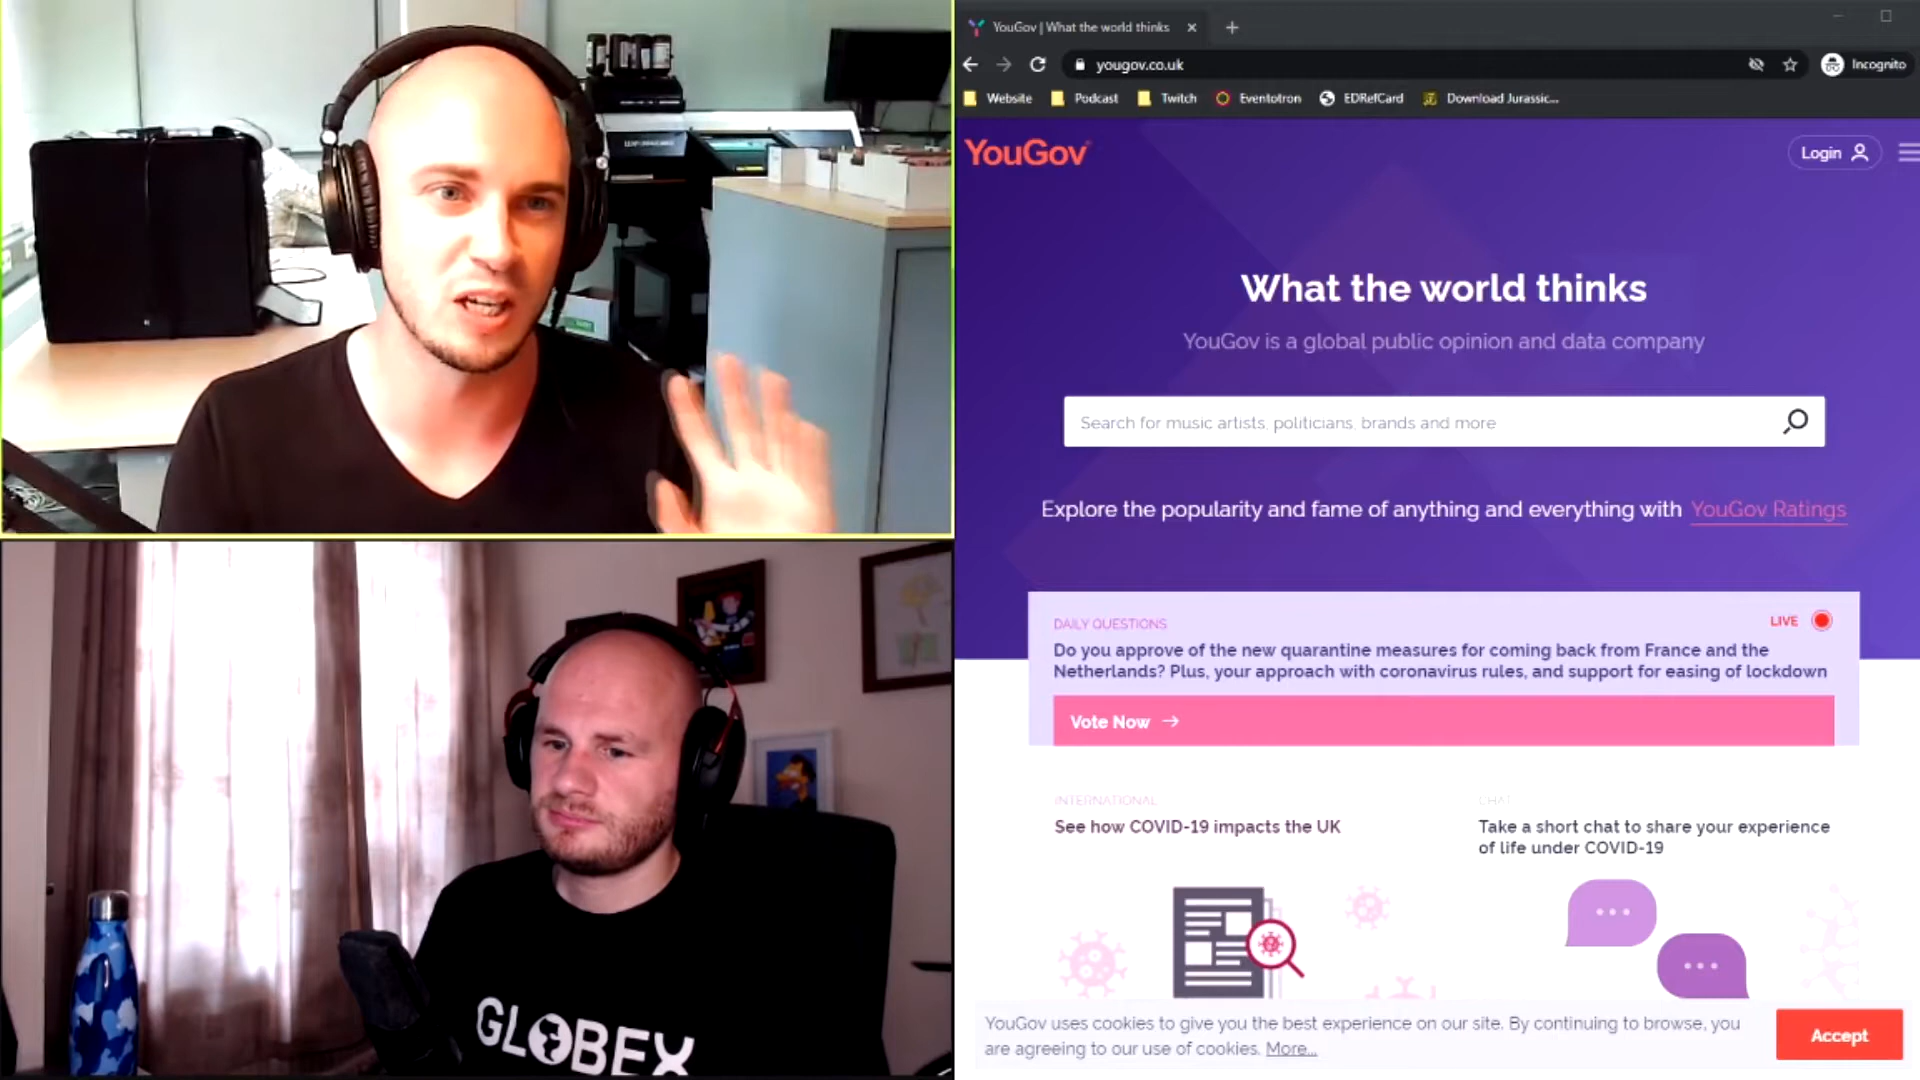 YouGov | What the world thinks
yougov.co.uk
Incognito
Website
Podcast
Twitch
Eventotron
EDRefCard
Download Jurassic...
YouGov
Login
What the world thinks
YouGov is a global public opinion and data company
Search for music artists, politicians, brands and more
Explore the popularity and fame of anything and everything with YouGov Ratings
DAILY QUESTIONS
LIVE
Do you approve of the new quarantine measures for coming back from France and the
Netherlands? Plus, your approach with coronavirus rules, and support for easing of lockdown
Vote Now →
INTERNATIONAL
See how COVID-19 impacts the UK
CHAT
Take a short chat to share your experience
of life under COVID-19
YouGov uses cookies to give you the best experience on our site. By continuing to browse, you
are agreeing to our use of cookies. More...
Accept
GLOBEX